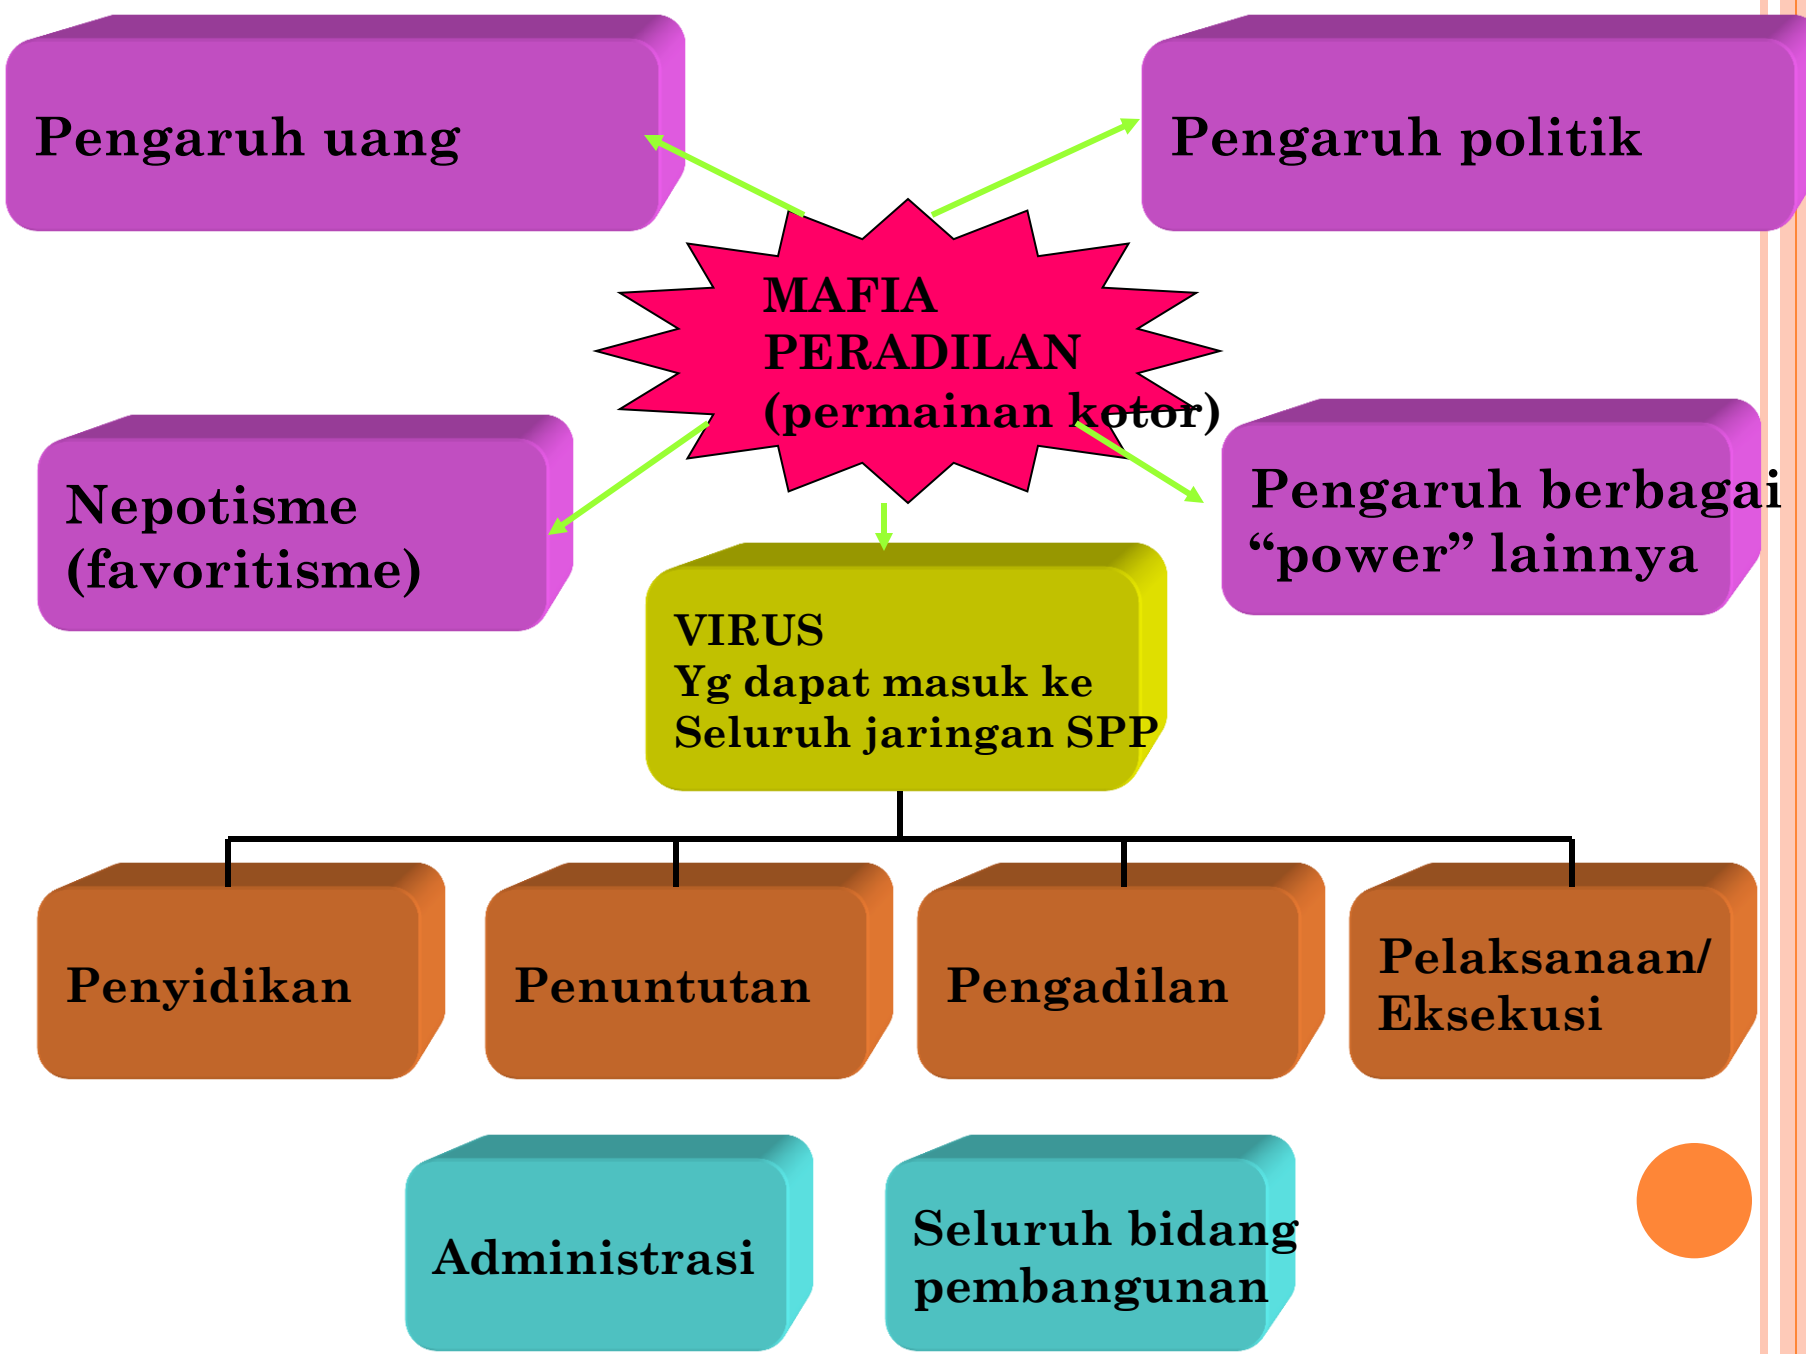 Pengaruh uang
Pengaruh politik
MAFIA
PERADILAN
(permainan kotor)
Nepotisme
(favoritisme)
Pengaruh berbagai
“power” lainnya
VIRUS
Yg dapat masuk ke
Seluruh jaringan SPP
Penyidikan
Penuntutan
Pengadilan
Pelaksanaan/
Eksekusi
Administrasi
Seluruh bidang
pembangunan